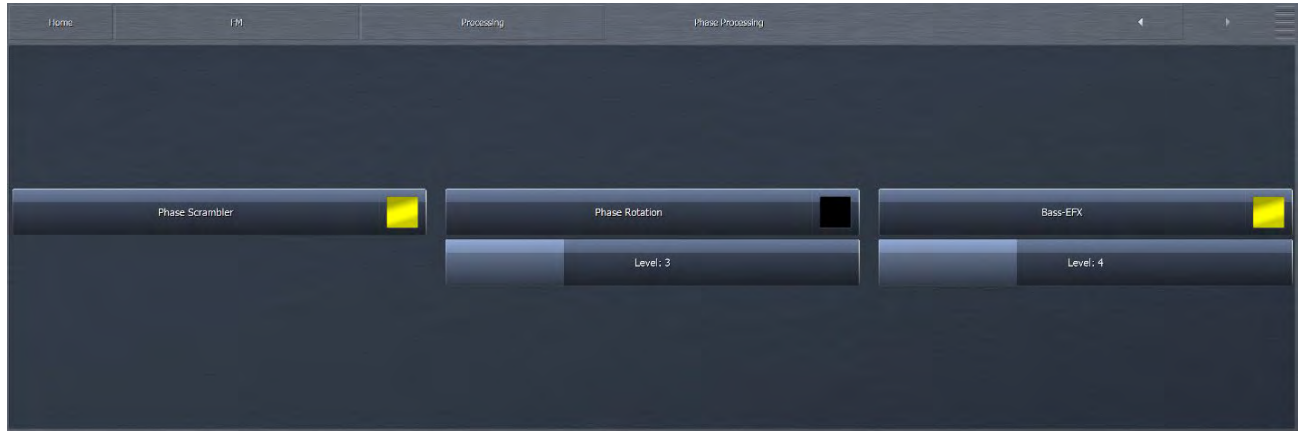 Home
FM
Processing
Phase Processing
Phase Scrambler
Phase Rotation
Bass-EFX
Level: 3
Level: 4